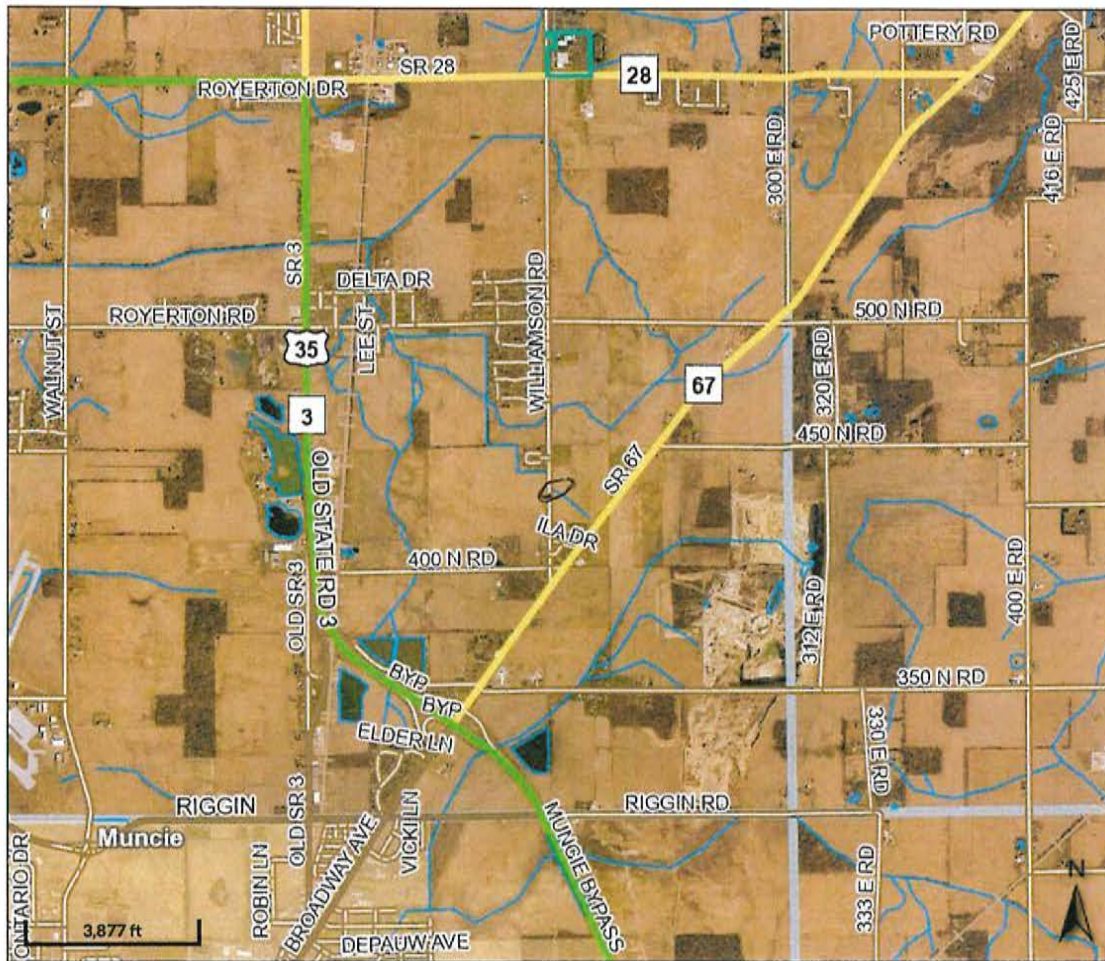 POTTERY RD
SR 28
28
ROYERTON DR
425 E RD
416 E RD
300 E RD
SR 3
DELTA DR
WILLIAMSON RD
ROYERTON RD
500 N RD
WALNUT ST
LEE ST
35
320 E RD
67
3
450 N RD
SR 67
OLD STATE RD 3
ILA DR
400 N RD
400 E RD
OLD SR 3
312 E RD
BYP
350 N RD
BYP
ELDER LN
330 E RD
OLD SR 3
RIGGIN
RIGGIN RD
VICKI LN
MUNCIE BYPASS
Muncie
ONTARIO DR
ROBIN LN
BROADWAY AVE
333 E RD
N
3,877 ft
DEPAUW AVE